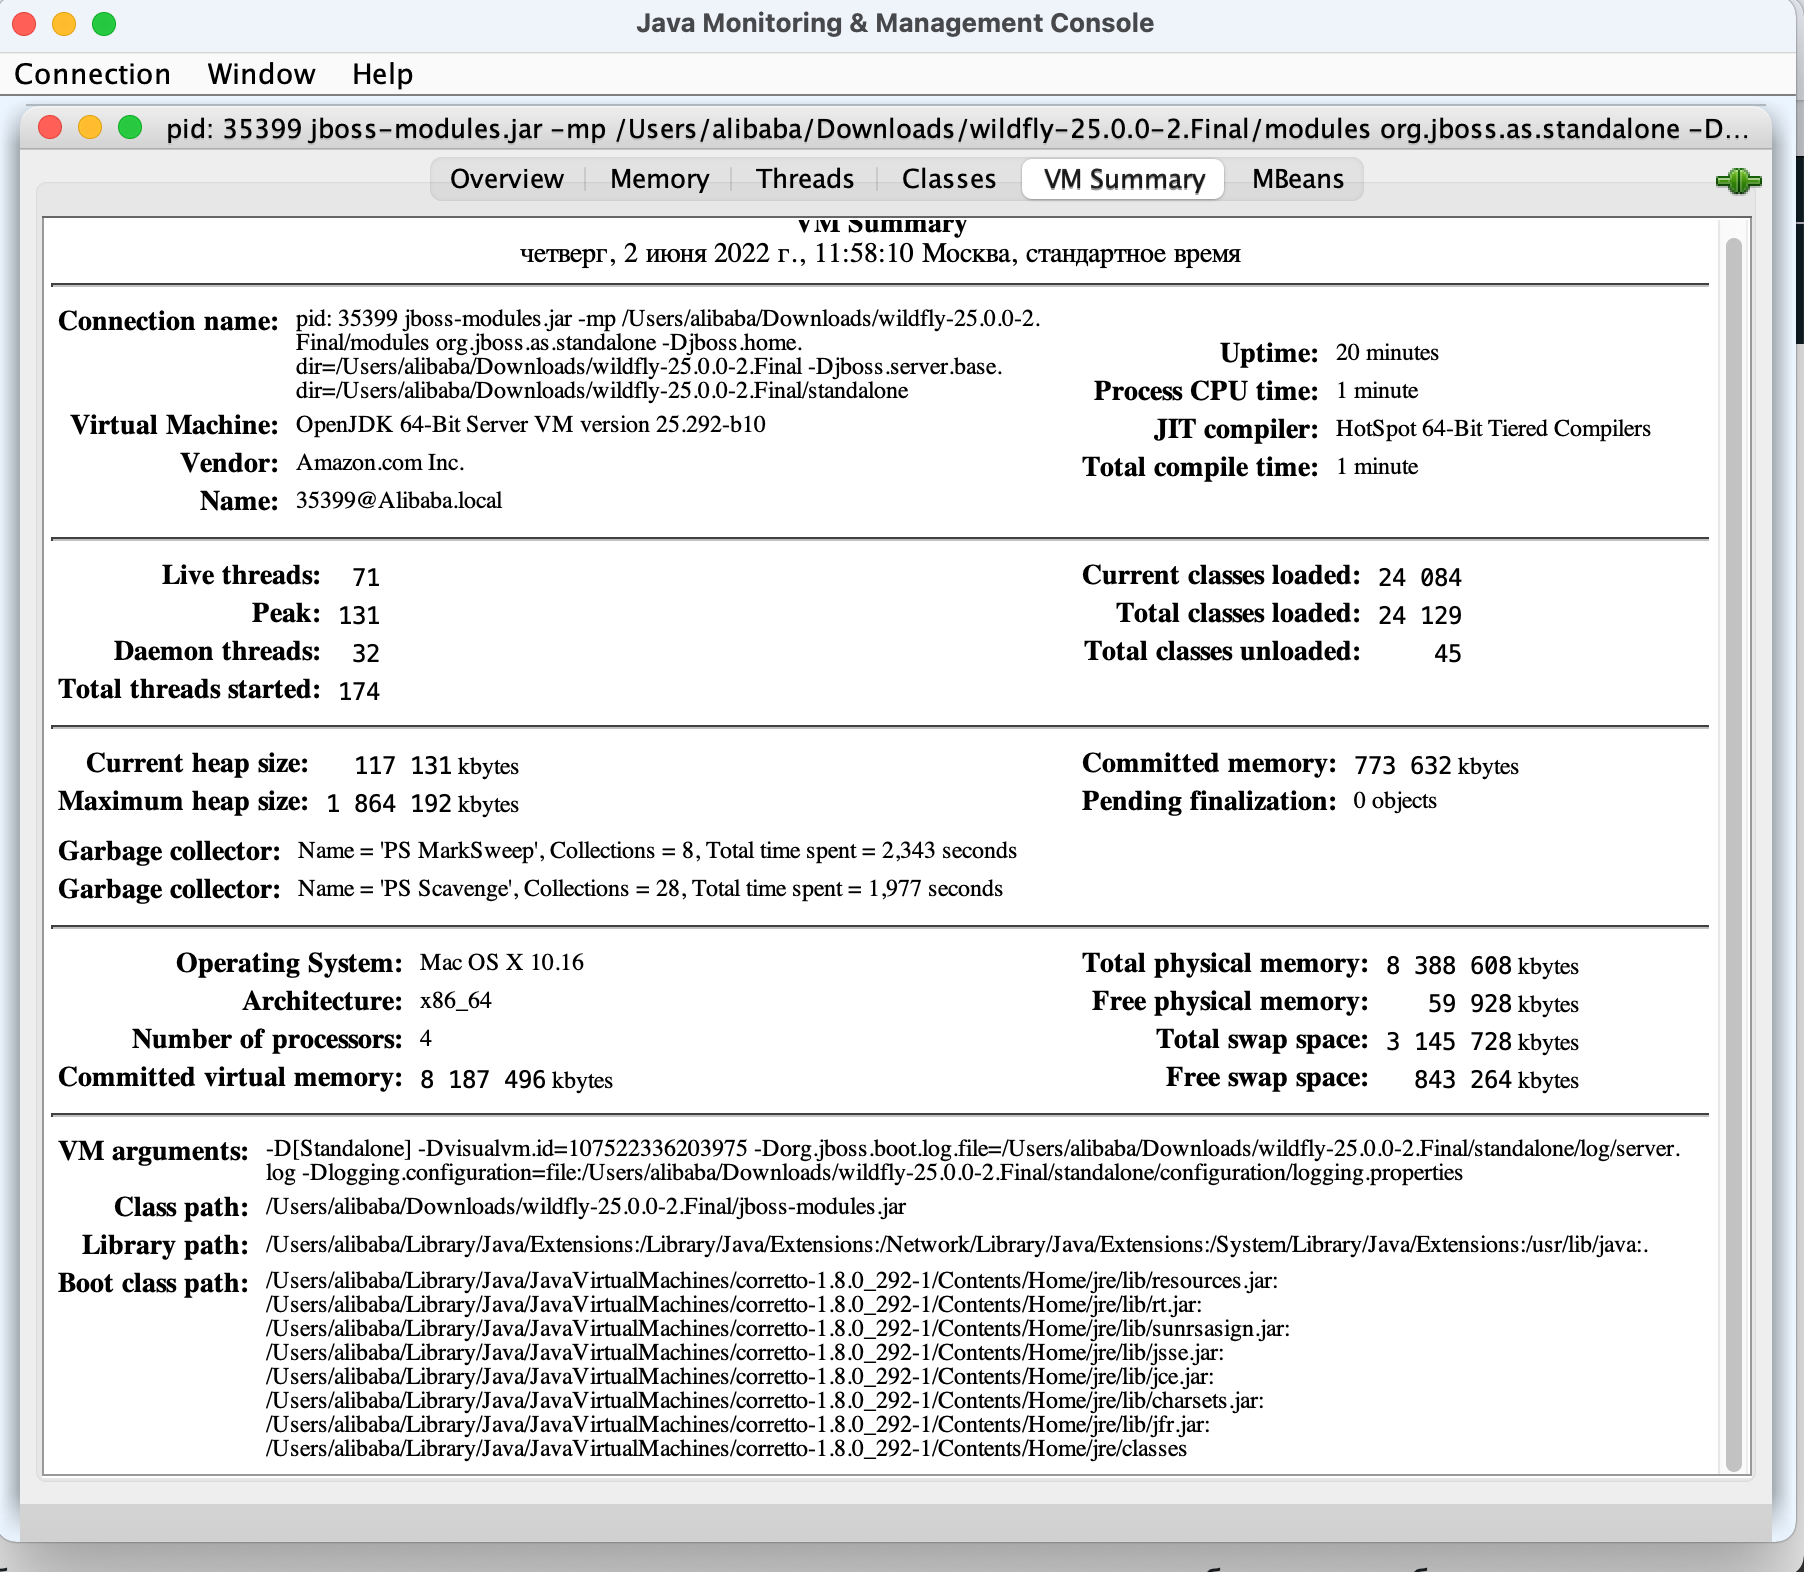 Java Monitoring & Management Console
Connection Window Help
pid: 35399 jboss-modules.jar -mp /Users/alibaba/Downloads/wildfly-25.0.0-2.Final/modules org.jboss.as.standalone -D...
Overview Memory Threads Classes VM Summary MBeans
VM Summary
четверг, 2 июня 2022 г., 11:58:10 Москва, стандартное время
Connection name: pid: 35399 jboss-modules.jar -mp /Users/alibaba/Downloads/wildfly-25.0.0-2.
Final/modules org.jboss.as.standalone -Djboss.home.
dir=/Users/alibaba/Downloads/wildfly-25.0.0-2.Final -Djboss.server.base.
dir=/Users/alibaba/Downloads/wildfly-25.0.0-2.Final/standalone
Virtual Machine: OpenJDK 64-Bit Server VM version 25.292-b10
Vendor: Amazon.com Inc.
Name: 35399@Alibaba.local
Uptime: 20 minutes
Process CPU time: 1 minute
JIT compiler: HotSpot 64-Bit Tiered Compilers
Total compile time: 1 minute
Live threads: 71
Peak: 131
Daemon threads: 32
Total threads started: 174
Current classes loaded: 24 084
Total classes loaded: 24 129
Total classes unloaded: 45
Current heap size: 117 131 kbytes
Maximum heap size: 1 864 192 kbytes
Committed memory: 773 632 kbytes
Pending finalization: 0 objects
Garbage collector: Name = 'PS MarkSweep', Collections = 8, Total time spent = 2,343 seconds
Garbage collector: Name = 'PS Scavenge', Collections = 28, Total time spent = 1,977 seconds
Operating System: Mac OS X 10.16
Architecture: x86_64
Number of processors: 4
Committed virtual memory: 8 187 496 kbytes
Total physical memory: 8 388 608 kbytes
Free physical memory: 59 928 kbytes
Total swap space: 3 145 728 kbytes
Free swap space: 843 264 kbytes
VM arguments: -D[Standalone] -Dvisualvm.id=107522336203975 -Dorg.jboss.boot.log.file=/Users/alibaba/Downloads/wildfly-25.0.0-2.Final/standalone/log/server.
log -Dlogging.configuration=file:/Users/alibaba/Downloads/wildfly-25.0.0-2.Final/standalone/configuration/logging.properties
Class path: /Users/alibaba/Downloads/wildfly-25.0.0-2.Final/jboss-modules.jar
Library path: /Users/alibaba/Library/Java/Extensions:/Library/Java/Extensions:/Network/Library/Java/Extensions:/System/Library/Java/Extensions:/usr/lib/java:.
Boot class path: /Users/alibaba/Library/Java/JavaVirtualMachines/corretto-1.8.0_292-1/Contents/Home/jre/lib/resources.jar:
/Users/alibaba/Library/Java/JavaVirtualMachines/corretto-1.8.0_292-1/Contents/Home/jre/lib/rt.jar:
/Users/alibaba/Library/Java/JavaVirtualMachines/corretto-1.8.0_292-1/Contents/Home/jre/lib/sunrsasign.jar:
/Users/alibaba/Library/Java/JavaVirtualMachines/corretto-1.8.0_292-1/Contents/Home/jre/lib/jsse.jar:
/Users/alibaba/Library/Java/JavaVirtualMachines/corretto-1.8.0_292-1/Contents/Home/jre/lib/jce.jar:
/Users/alibaba/Library/Java/JavaVirtualMachines/corretto-1.8.0_292-1/Contents/Home/jre/lib/charsets.jar:
/Users/alibaba/Library/Java/JavaVirtualMachines/corretto-1.8.0_292-1/Contents/Home/jre/lib/jfr.jar:
/Users/alibaba/Library/Java/JavaVirtualMachines/corretto-1.8.0_292-1/Contents/Home/jre/classes